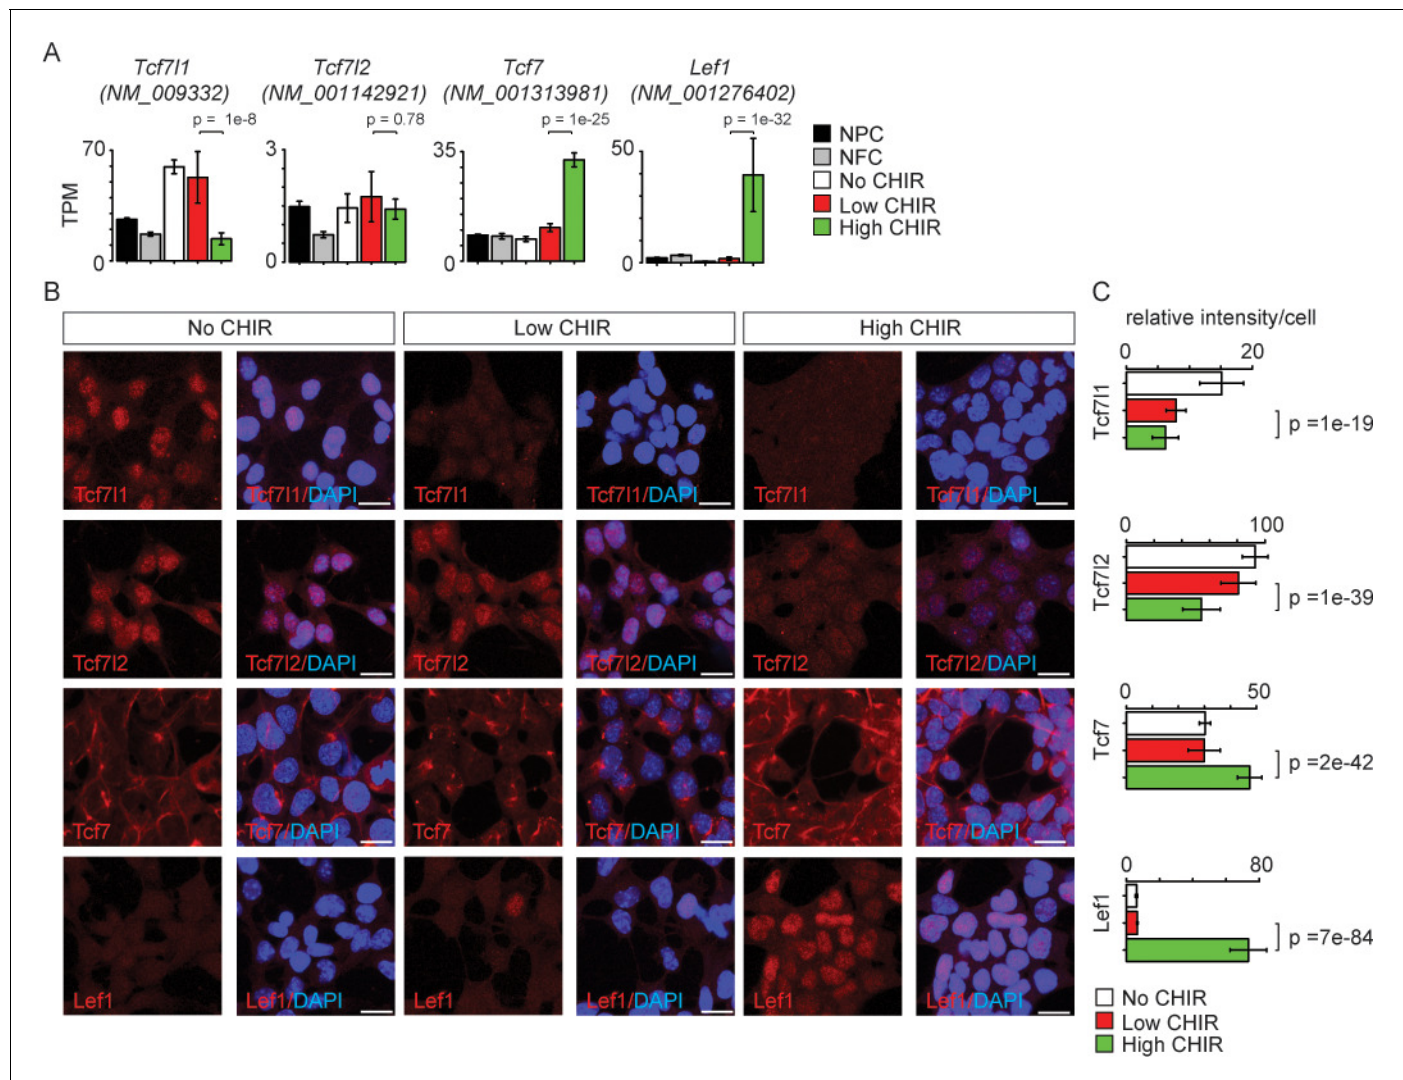 A
Tcf7l1 Tcf7l2 Tcf7 Lef1
(NM_009332) (NM_001142921) (NM_001313981) (NM_001276402)
p = 1e-8 p = 0.78 p = 1e-25 p = 1e-32
TPM
70 3 35 50
0 0 0 0
NPC
NFC
No CHIR
Low CHIR
High CHIR
B
No CHIR Low CHIR High CHIR
Tcf7l1 Tcf7l1/DAPI Tcf7l1 Tcf7l1/DAPI Tcf7l1 Tcf7l1/DAPI
Tcf7l2 Tcf7l2/DAPI Tcf7l2 Tcf7l2/DAPI Tcf7l2 Tcf7l2/DAPI
Tcf7 Tcf7/DAPI Tcf7 Tcf7/DAPI Tcf7 Tcf7/DAPI
Lef1 Lef1/DAPI Lef1 Lef1/DAPI Lef1 Lef1/DAPI
C
relative intensity/cell
0 20
Tcf7l1
p =1e-19
0 100
Tcf7l2
p =1e-39
0 50
Tcf7
p =2e-42
0 80
Lef1
p =7e-84
No CHIR
Low CHIR
High CHIR